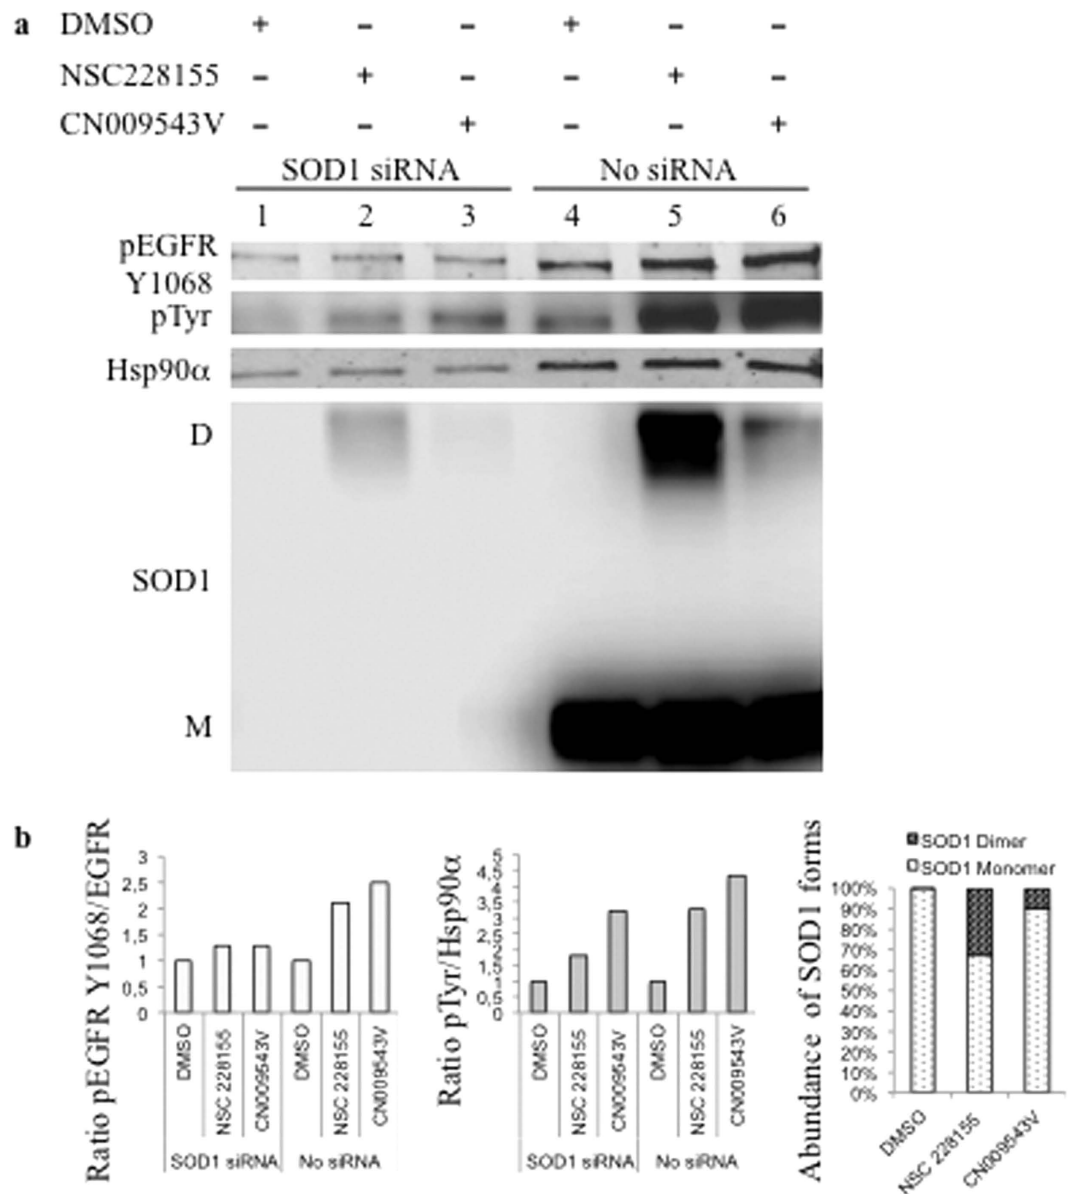 a DMSO + - - + - -
NSC228155 - + - - + -
CN009543V - - + - - +
SOD1 siRNA No siRNA
1 2 3 4 5 6
pEGFR
Y1068
pTyr
Hsp90α
D
SOD1
M
b
Ratio pEGFR Y1068/EGFR
3
2,5
2
1,5
1
0,5
0
DMSO
NSC 228155
CN009543V
DMSO
NSC 228155
CN009543V
SOD1 siRNA No siRNA
Ratio pTyr/Hsp90α
5
4,5
4
3,5
3
2,5
2
1,5
1
0,5
0
DMSO
NSC 228155
CN009543V
DMSO
NSC 228155
CN009543V
SOD1 siRNA No siRNA
Abundance of SOD1 forms
SOD1 Dimer
SOD1 Monomer
100%
90%
80%
70%
60%
50%
40%
30%
20%
10%
0%
DMSO
NSC 228155
CN009543V